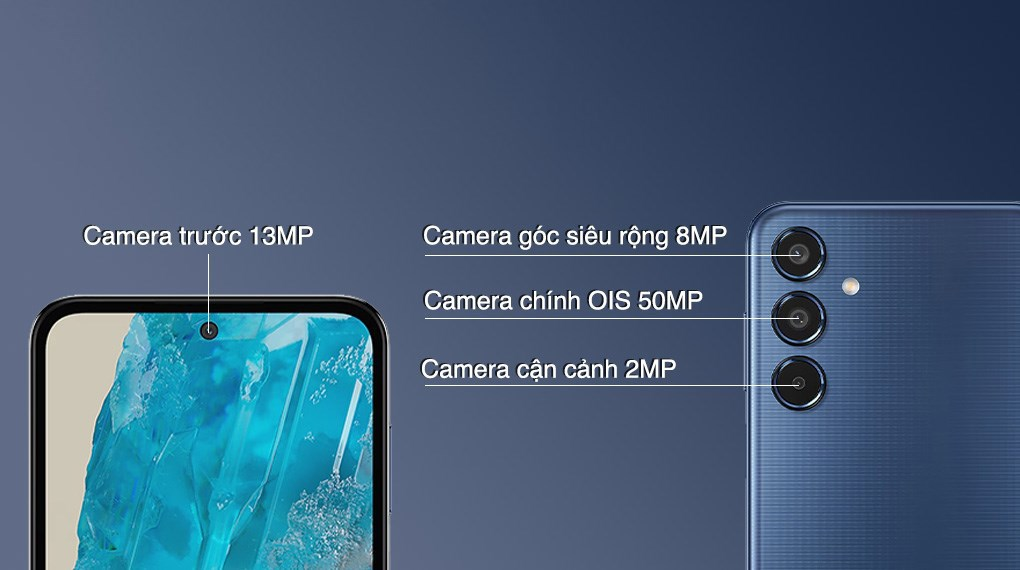 Camera trước 13MP
Camera góc siêu rộng 8MP
Camera chính OIS 50MP
Camera cận cảnh 2MP